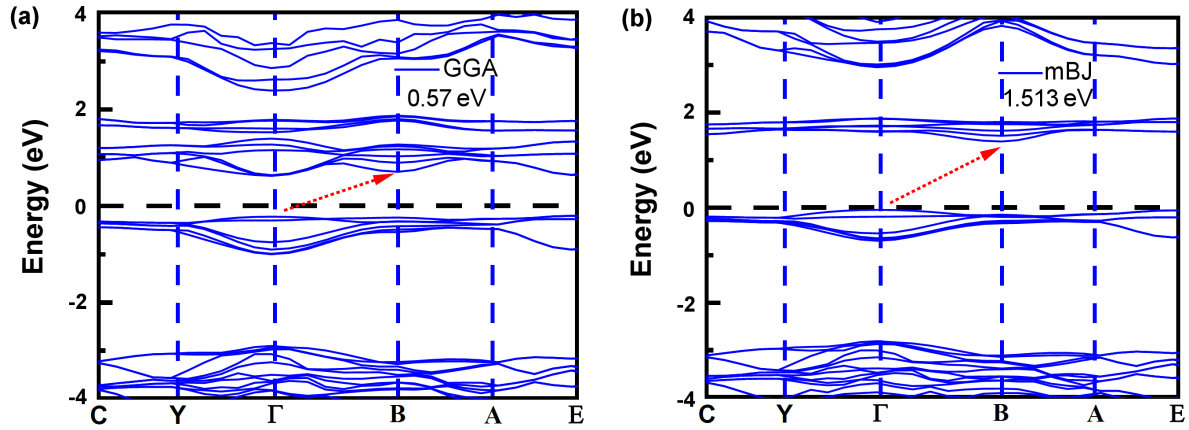 (a)
Energy (eV)
4
2
0
-2
-4
GGA
0.57 eV
C Y Γ B A E
(b)
Energy (eV)
4
2
0
-2
-4
mBJ
1.513 eV
C Y Γ B A E